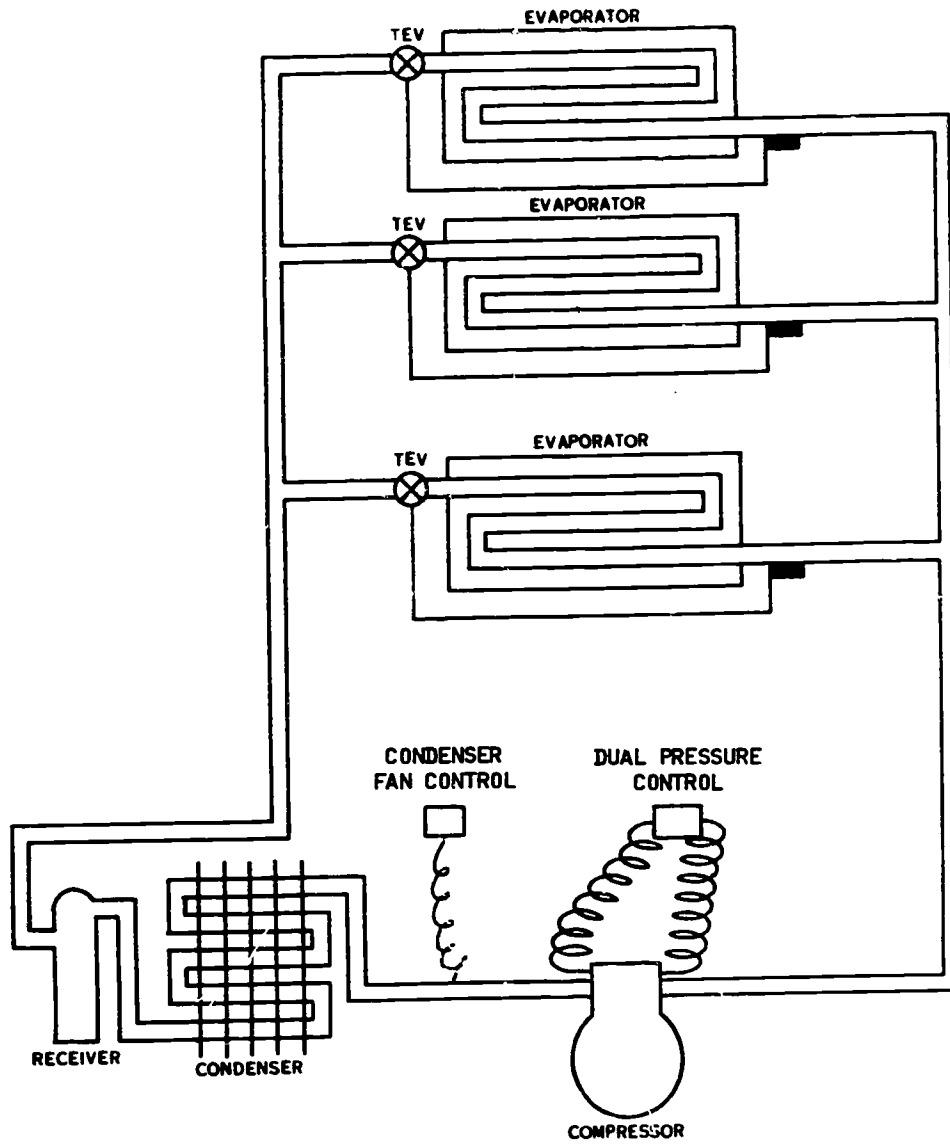 EVAPORATOR
TEV
EVAPORATOR
TEV
EVAPORATOR
TEV
CONDENSER
FAN CONTROL
DUAL PRESSURE
CONTROL
RECEIVER
CONDENSER
COMPRESSOR